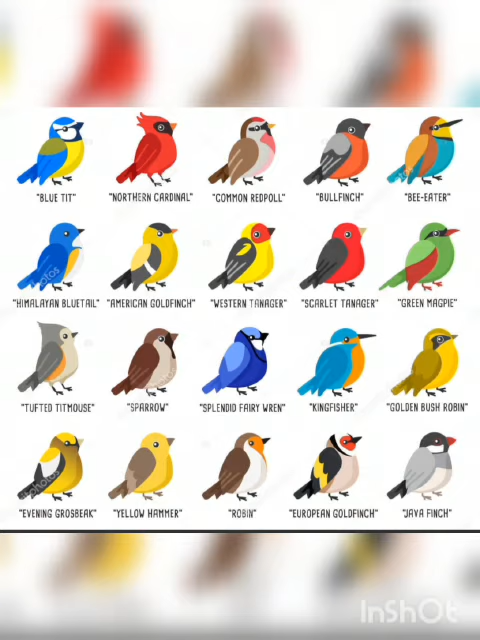 "BLUE TIT" "NORTHERN CARDINAL" "COMMON REDPOLL" "BULLFINCH" "BEE-EATER"
"HIMALAYAN BLUETAIL" "AMERICAN GOLDFINCH" "WESTERN TANAGER" "SCARLET TANAGER" "GREEN MAGPIE"
"TUFTED TITMOUSE" "SPARROW" "SPLENDID FAIRY WREN" "KINGFISHER" "GOLDEN BUSH ROBIN"
"EVENING GROSBEAK" "YELLOW HAMMER" "ROBIN" "EUROPEAN GOLDFINCH" "JAVA FINCH"
InShOt